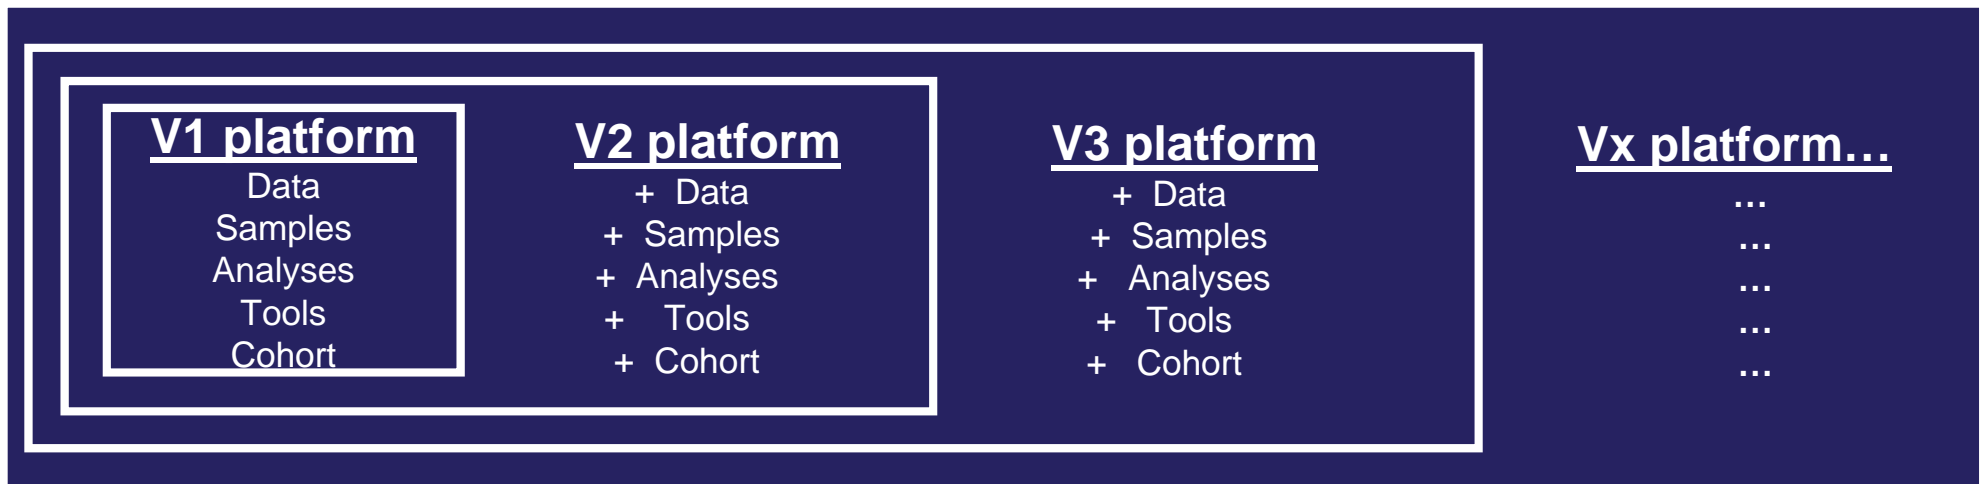 V1 platform
Data
Samples
Analyses
Tools
Cohort
V2 platform
+ Data
+ Samples
+ Analyses
+ Tools
+ Cohort
V3 platform
+ Data
+ Samples
+ Analyses
+ Tools
+ Cohort
Vx platform…
…
…
…
…
…